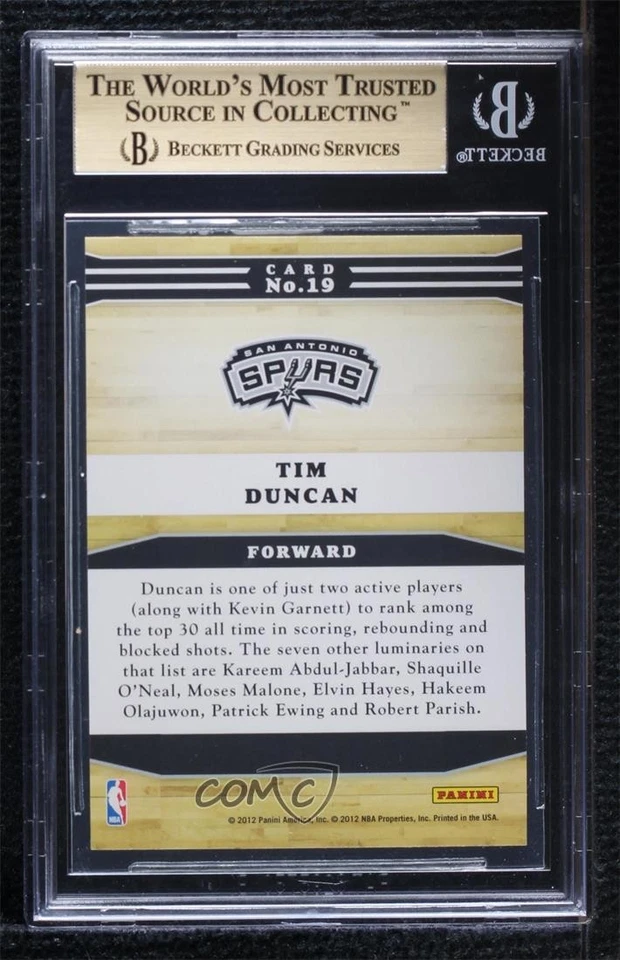 THE WORLD'S MOST TRUSTED
SOURCE IN COLLECTING™
B BECKETT GRADING SERVICES
B
BECKETT®
CARD
No.19
SAN ANTONIO
SPURS
TIM
DUNCAN
FORWARD
Duncan is one of just two active players
(along with Kevin Garnett) to rank among
the top 30 all time in scoring, rebounding and
blocked shots. The seven other luminaries on
that list are Kareem Abdul-Jabbar, Shaquille
O'Neal, Moses Malone, Elvin Hayes, Hakeem
Olajuwon, Patrick Ewing and Robert Parish.
NBA
COMC
PANINI
© 2012 Panini America, Inc. © 2012 NBA Properties, Inc. Printed in the USA.